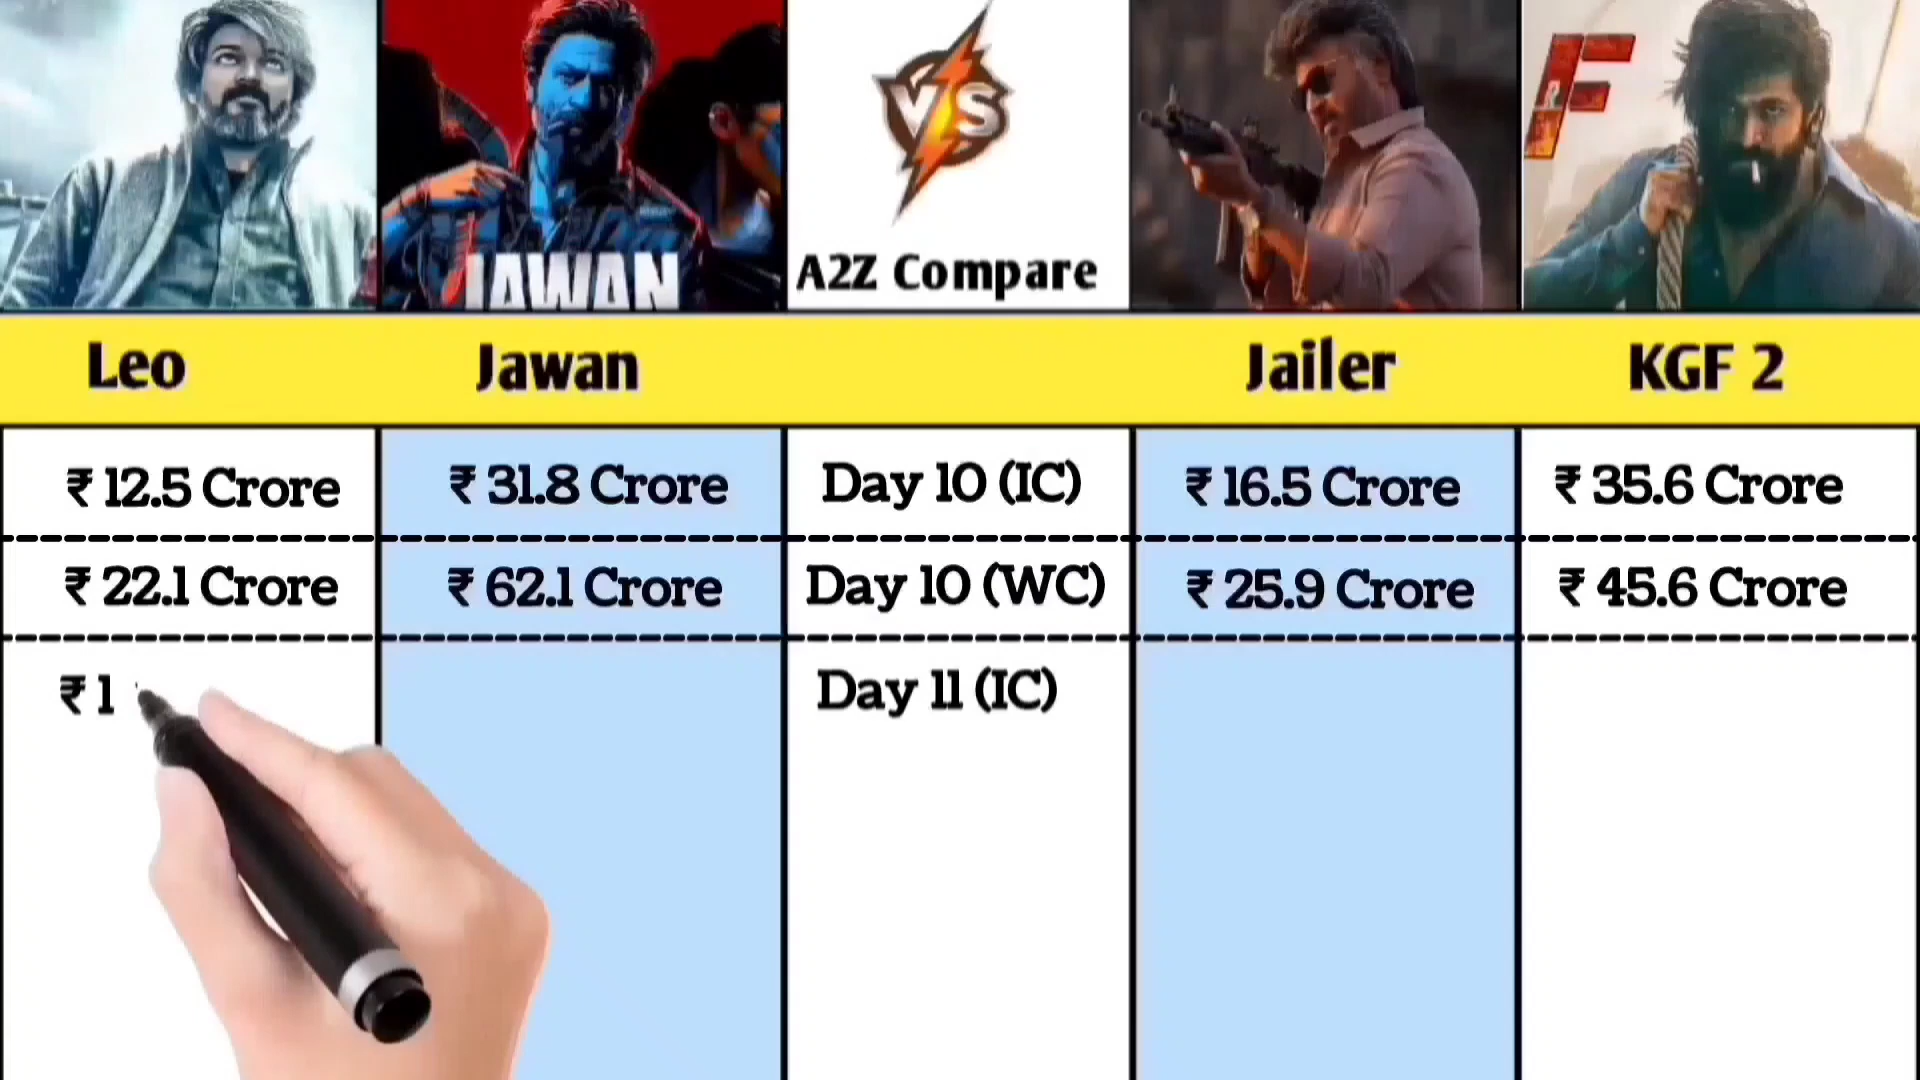 JAWAN
VS
A2Z Compare
F
Leo Jawan Jailer KGF 2
₹ 12.5 Crore ₹ 31.8 Crore Day 10 (IC) ₹ 16.5 Crore ₹ 35.6 Crore
₹ 22.1 Crore ₹ 62.1 Crore Day 10 (WC) ₹ 25.9 Crore ₹ 45.6 Crore
₹ 1 Day 11 (IC)